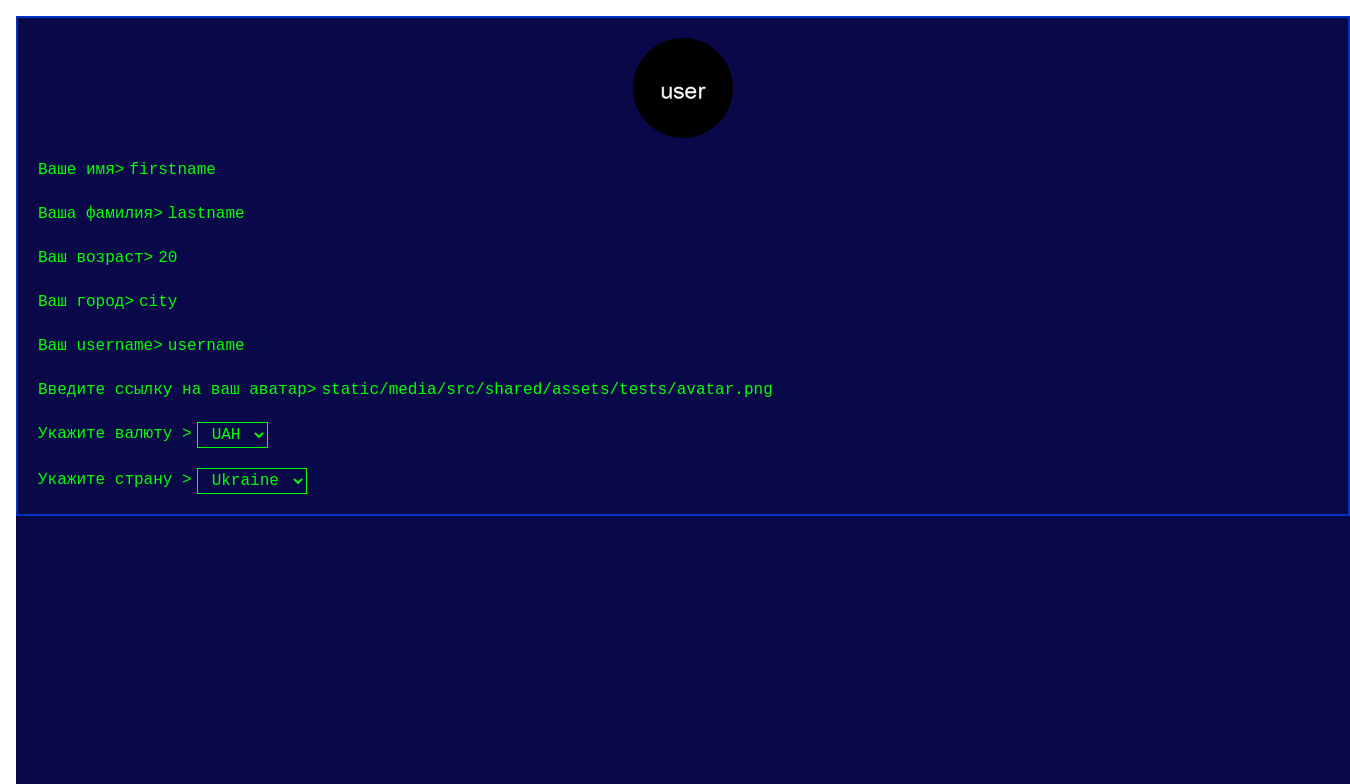 user
Ваше имя> firstname
Ваша фамилия> lastname
Ваш возраст> 20
Ваш город> city
Ваш username> username
Введите ссылку на ваш аватар> static/media/src/shared/assets/tests/avatar.png
Укажите валюту > UAH
Укажите страну > Ukraine